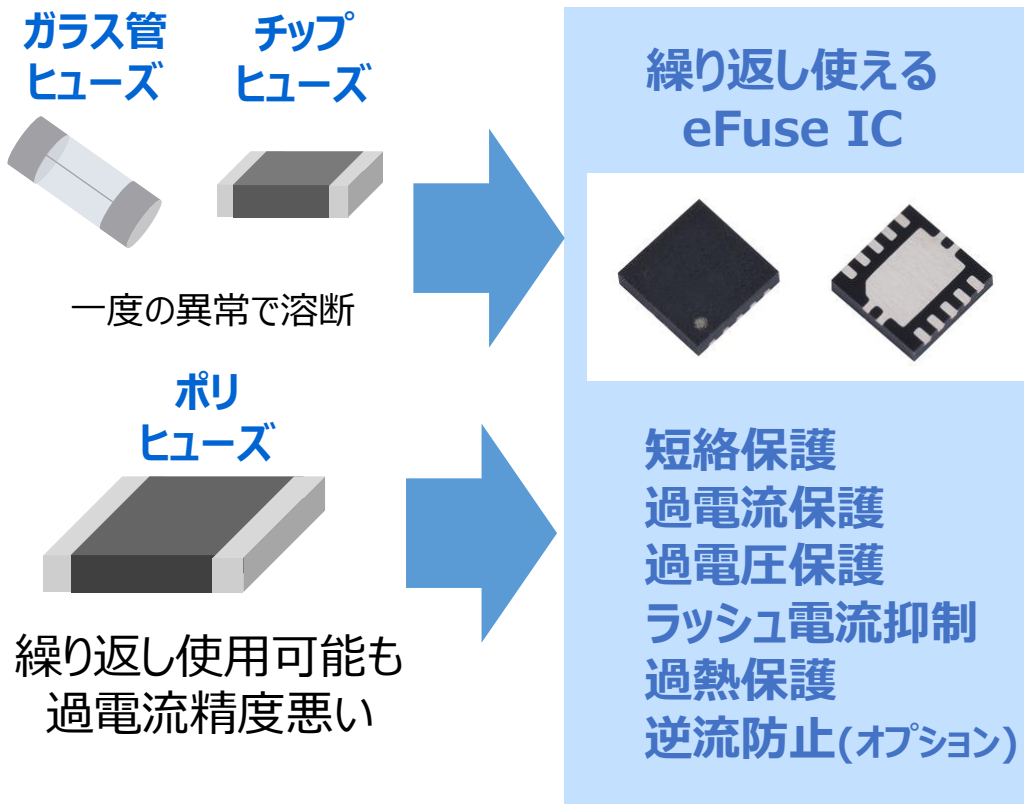 ガラス管
ヒューズ
チップ
ヒューズ
一度の異常で溶断
ポリ
ヒューズ
繰り返し使用可能も
過電流精度悪い
繰り返し使える
eFuse IC
短絡保護
過電流保護
過電圧保護
ラッシュ電流抑制
過熱保護
逆流防止(オプション)